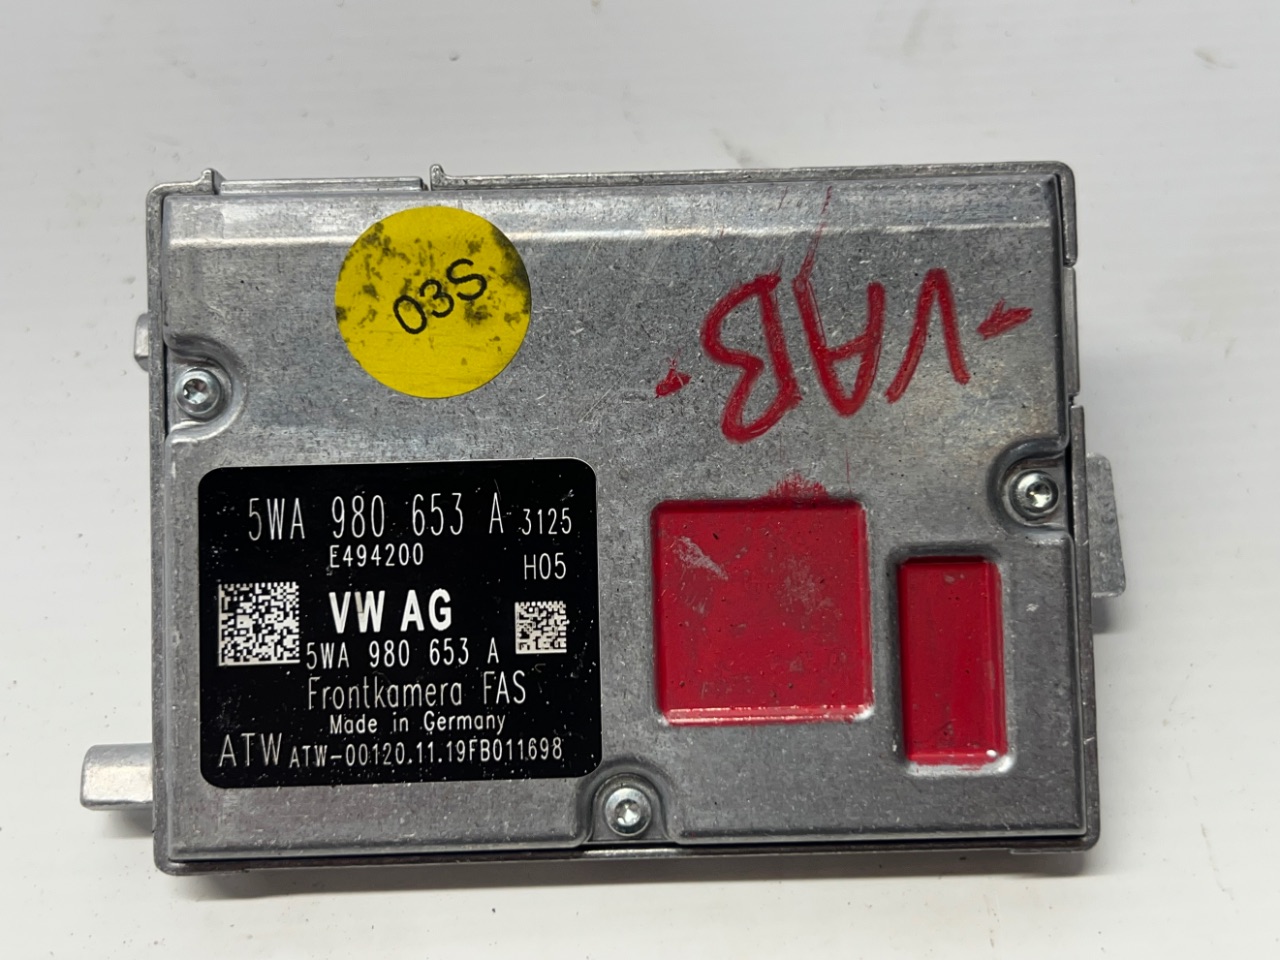 03S
-VAB-
5WA 980 653 A 3125
E494200
H05
VW AG
5WA 980 653 A
Frontkamera FAS
Made in Germany
ATW ATW-00120.11.19FB011698